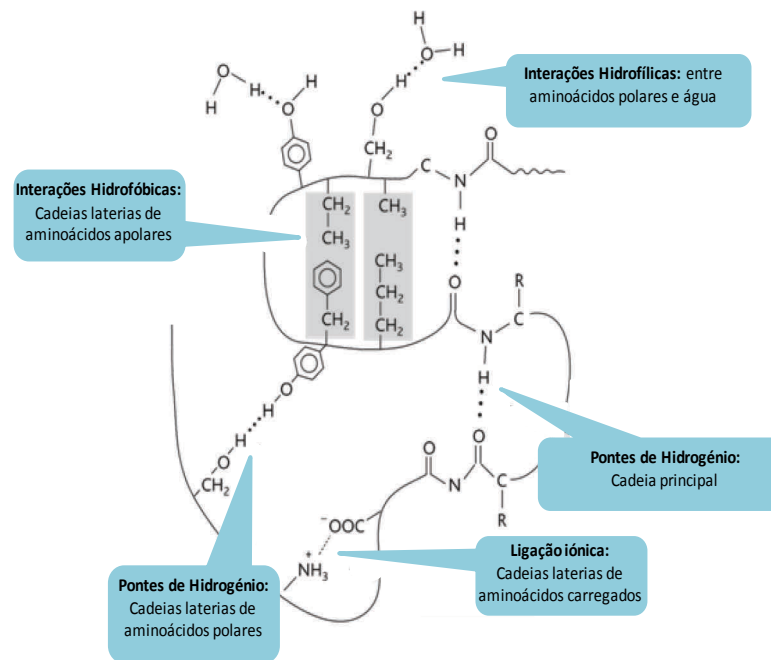 Interações Hidrofílicas: entre
aminoácidos polares e água
Interações Hidrofóbicas:
Cadeias laterias de
aminoácidos apolares
Pontes de Hidrogénio:
Cadeia principal
Ligação iónica:
Cadeias laterias de
aminoácidos carregados
Pontes de Hidrogénio:
Cadeias laterias de
aminoácidos polares
H
O
H
H
O
H
H
H
O
O
CH₂
C
N
H
O
CH₂
CH₃
CH₃
CH₃
CH₂
CH₂
CH₂
O
R
C
N
H
O
H
H
O
CH₂
O
N
O
C
R
⁻OOC
+
NH₃